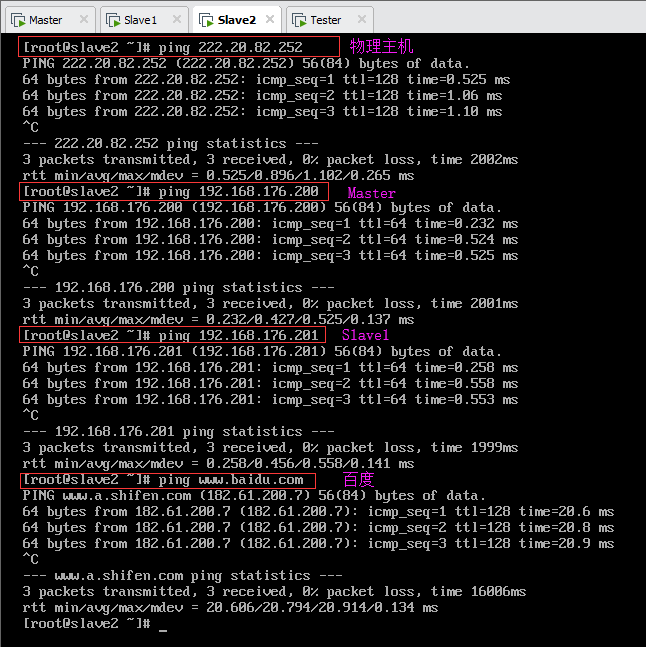 Master Slave1 Slave2 Tester
[root@slave2 ~]# ping 222.20.82.252 物理主机
PING 222.20.82.252 (222.20.82.252) 56(84) bytes of data.
64 bytes from 222.20.82.252: icmp_seq=1 ttl=128 time=0.525 ms
64 bytes from 222.20.82.252: icmp_seq=2 ttl=128 time=1.06 ms
64 bytes from 222.20.82.252: icmp_seq=3 ttl=128 time=1.10 ms
^C
--- 222.20.82.252 ping statistics ---
3 packets transmitted, 3 received, 0% packet loss, time 2002ms
rtt min/avg/max/mdev = 0.525/0.896/1.102/0.265 ms
[root@slave2 ~]# ping 192.168.176.200 Master
PING 192.168.176.200 (192.168.176.200) 56(84) bytes of data.
64 bytes from 192.168.176.200: icmp_seq=1 ttl=64 time=0.232 ms
64 bytes from 192.168.176.200: icmp_seq=2 ttl=64 time=0.524 ms
64 bytes from 192.168.176.200: icmp_seq=3 ttl=64 time=0.525 ms
^C
--- 192.168.176.200 ping statistics ---
3 packets transmitted, 3 received, 0% packet loss, time 2001ms
rtt min/avg/max/mdev = 0.232/0.427/0.525/0.137 ms
[root@slave2 ~]# ping 192.168.176.201 Slave1
PING 192.168.176.201 (192.168.176.201) 56(84) bytes of data.
64 bytes from 192.168.176.201: icmp_seq=1 ttl=64 time=0.258 ms
64 bytes from 192.168.176.201: icmp_seq=2 ttl=64 time=0.558 ms
64 bytes from 192.168.176.201: icmp_seq=3 ttl=64 time=0.553 ms
^C
--- 192.168.176.201 ping statistics ---
3 packets transmitted, 3 received, 0% packet loss, time 1999ms
rtt min/avg/max/mdev = 0.258/0.456/0.558/0.141 ms
[root@slave2 ~]# ping www.baidu.com 百度
PING www.a.shifen.com (182.61.200.7) 56(84) bytes of data.
64 bytes from 182.61.200.7 (182.61.200.7): icmp_seq=1 ttl=128 time=20.6 ms
64 bytes from 182.61.200.7 (182.61.200.7): icmp_seq=2 ttl=128 time=20.8 ms
64 bytes from 182.61.200.7 (182.61.200.7): icmp_seq=3 ttl=128 time=20.9 ms
^C
--- www.a.shifen.com ping statistics ---
3 packets transmitted, 3 received, 0% packet loss, time 16006ms
rtt min/avg/max/mdev = 20.606/20.794/20.914/0.134 ms
[root@slave2 ~]# _